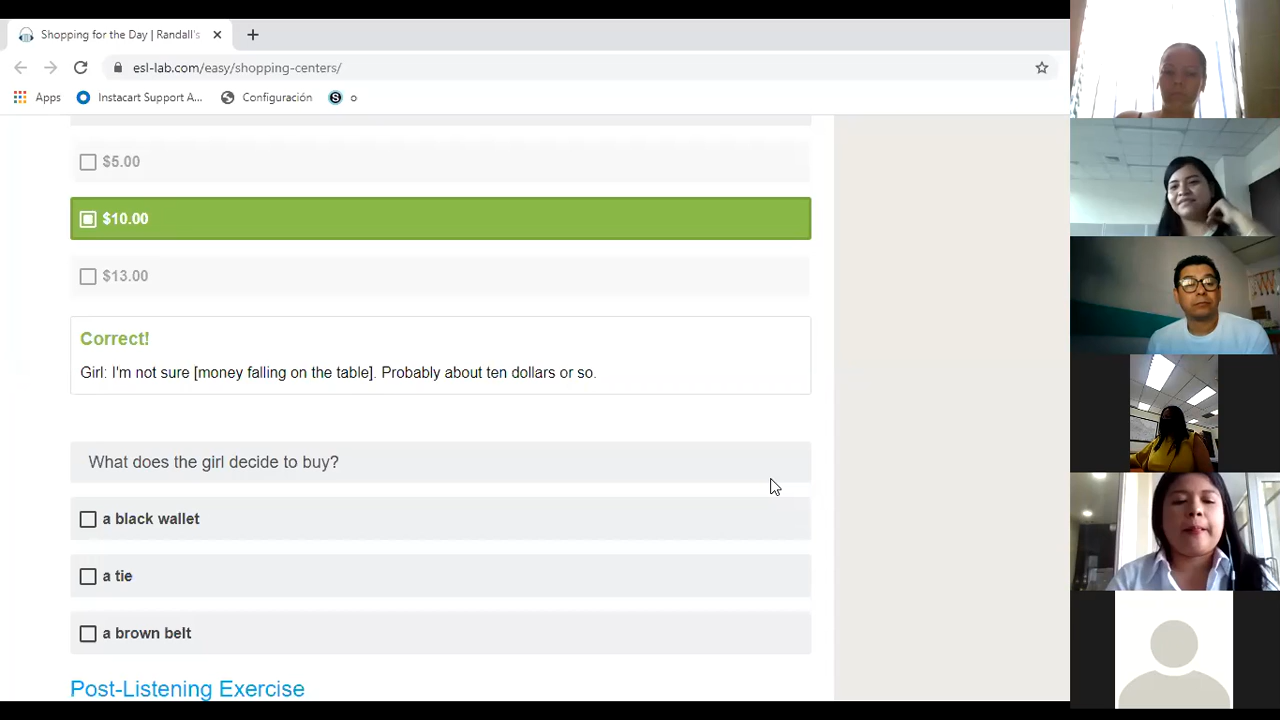 Shopping for the Day | Randall's
esl-lab.com/easy/shopping-centers/
Apps
Instacart Support A...
Configuración
S
o
$5.00
$10.00
$13.00
Correct!
Girl: I'm not sure [money falling on the table]. Probably about ten dollars or so.
What does the girl decide to buy?
a black wallet
a tie
a brown belt
Post-Listening Exercise